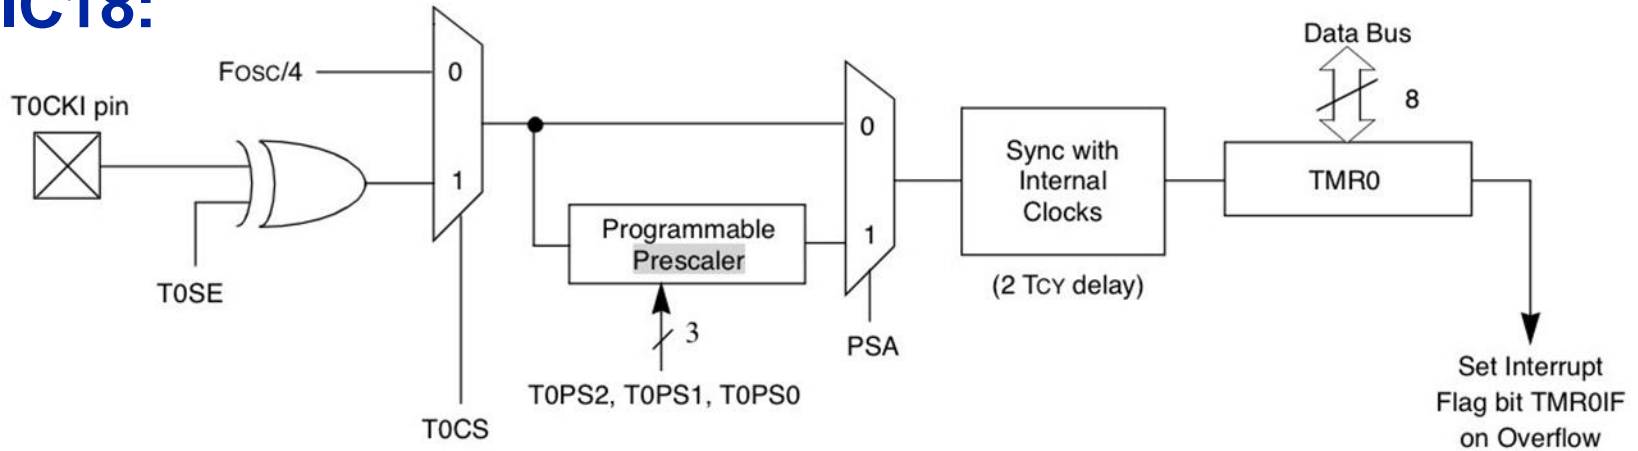 IC18:
Data Bus
FOSC/4
0
8
T0CKI pin
0
Sync with
Internal
Clocks
TMR0
1
Programmable
Prescaler
1
(2 TCY delay)
T0SE
3
PSA
T0PS2, T0PS1, T0PS0
T0CS
Set Interrupt
Flag bit TMR0IF
on Overflow